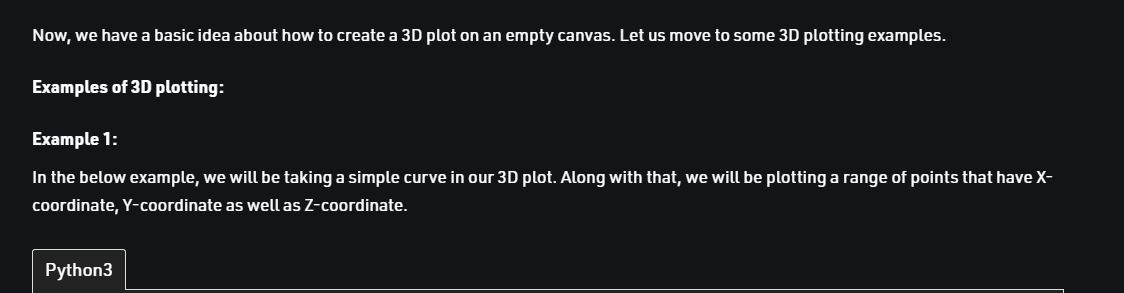 Now, we have a basic idea about how to create a 3D plot on an empty canvas. Let us move to some 3D plotting examples.
Examples of 3D plotting:
Example 1:
In the below example, we will be taking a simple curve in our 3D plot. Along with that, we will be plotting a range of points that have X-
coordinate, Y-coordinate as well as Z-coordinate.
Python3